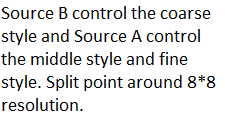 Source B control the coarse
style and Source A control
the middle style and fine
style. Split point around 8*8
resolution.